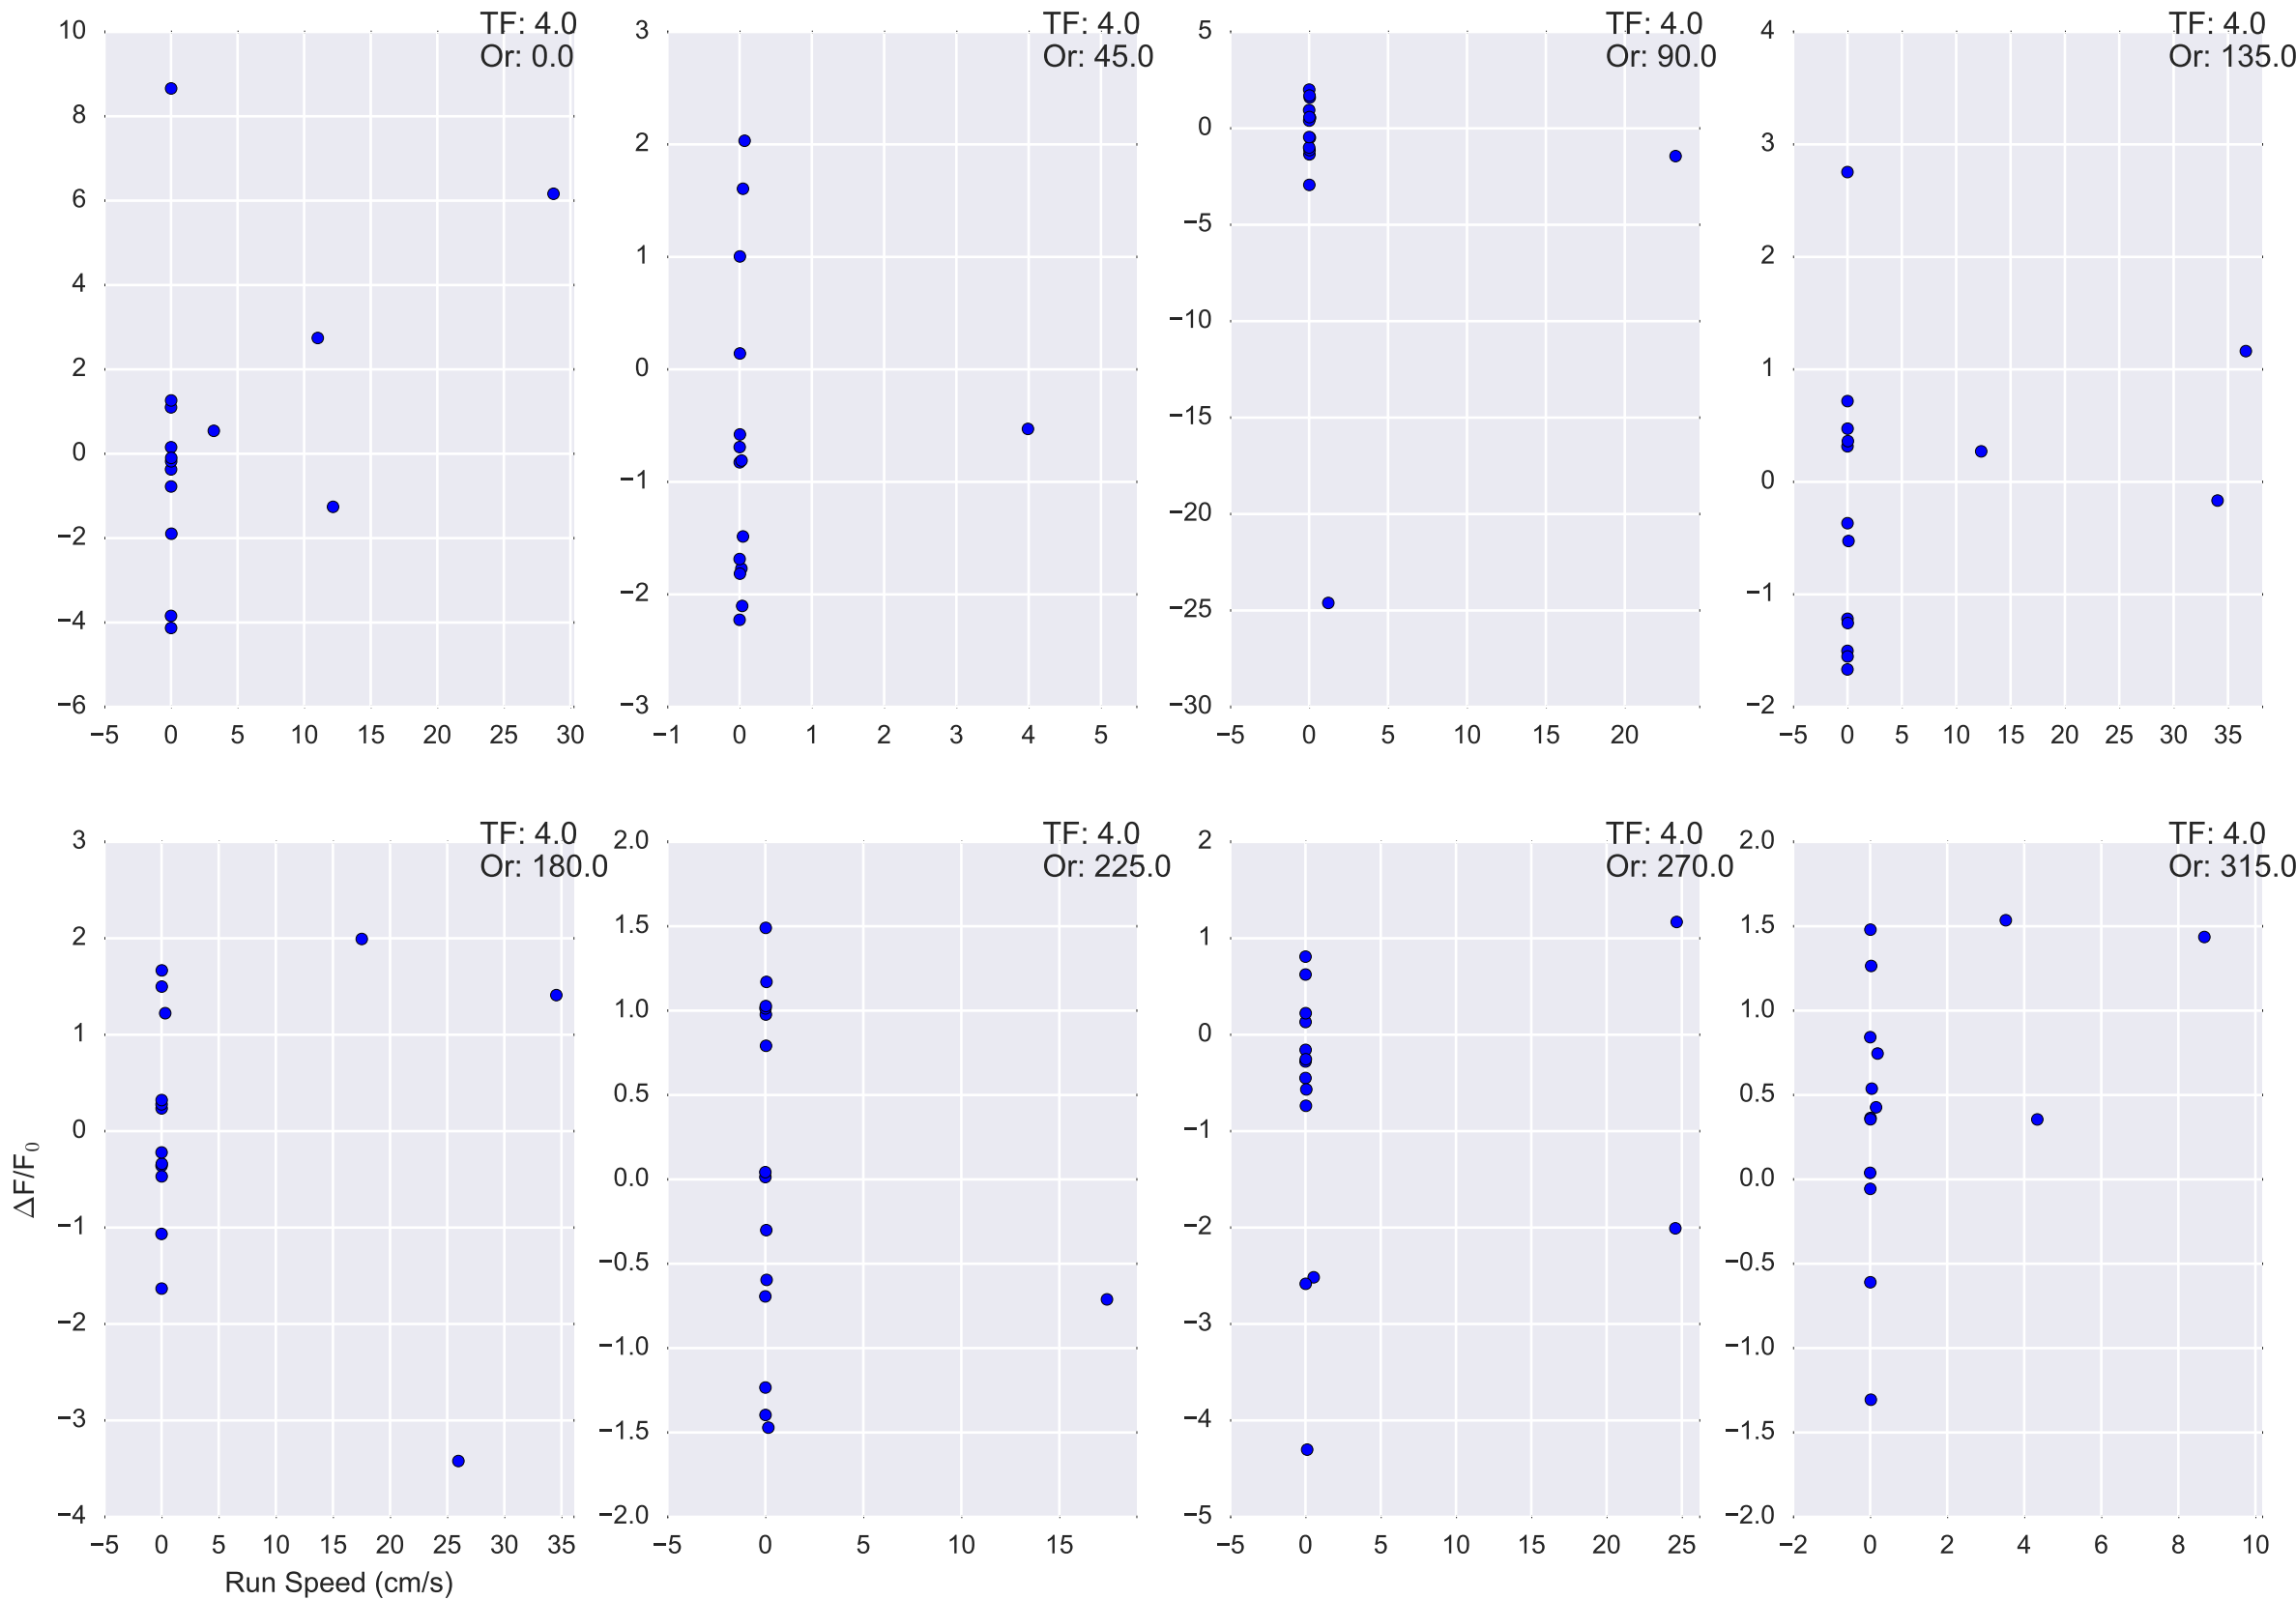 TF: 4.0
Or: 0.0
10
8
6
4
2
0
−2
−4
−6
−5 0 5 10 15 20 25 30
TF: 4.0
Or: 45.0
3
2
1
0
−1
−2
−3
−1 0 1 2 3 4 5
TF: 4.0
Or: 90.0
5
0
−5
−10
−15
−20
−25
−30
−5 0 5 10 15 20
TF: 4.0
Or: 135.0
4
3
2
1
0
−1
−2
−5 0 5 10 15 20 25 30 35
TF: 4.0
Or: 180.0
3
2
1
0
−1
−2
−3
−4
ΔF/F₀
−5 0 5 10 15 20 25 30 35
Run Speed (cm/s)
TF: 4.0
Or: 225.0
2.0
1.5
1.0
0.5
0.0
−0.5
−1.0
−1.5
−2.0
−5 0 5 10 15
TF: 4.0
Or: 270.0
2
1
0
−1
−2
−3
−4
−5
−5 0 5 10 15 20 25
TF: 4.0
Or: 315.0
2.0
1.5
1.0
0.5
0.0
−0.5
−1.0
−1.5
−2.0
−2 0 2 4 6 8 10